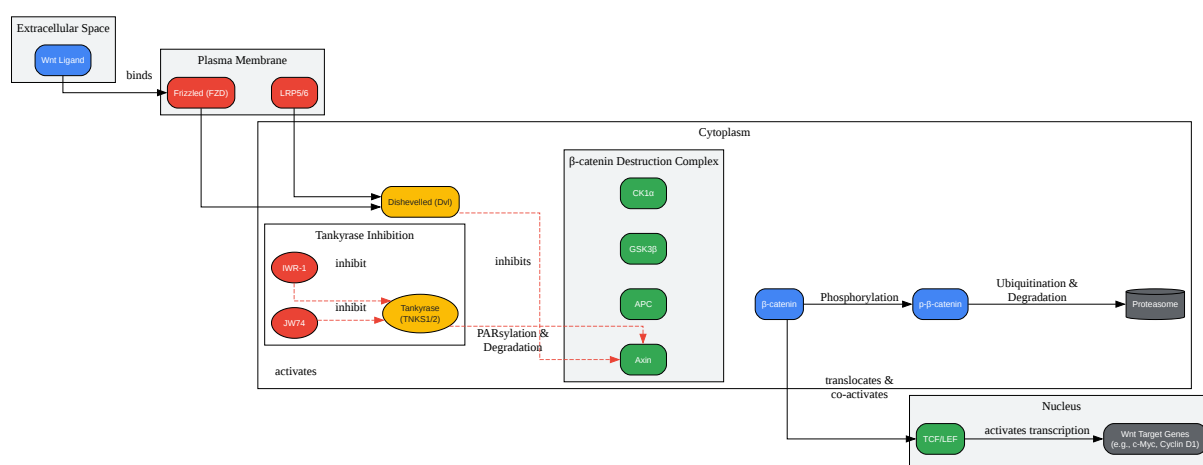 Extracellular Space
Wnt Ligand
binds
Plasma Membrane
Frizzled (FZD)
LRP5/6
Cytoplasm
Dishevelled (Dvl)
inhibits
Tankyrase Inhibition
IWR-1
inhibit
JW74
inhibit
Tankyrase
(TNKS1/2)
PARsylation &
Degradation
activates
β-catenin Destruction Complex
CK1α
GSK3β
APC
Axin
β-catenin
Phosphorylation
p-β-catenin
Ubiquitination &
Degradation
Proteasome
translocates &
co-activates
Nucleus
TCF/LEF
activates transcription
Wnt Target Genes
(e.g., c-Myc, Cyclin D1)